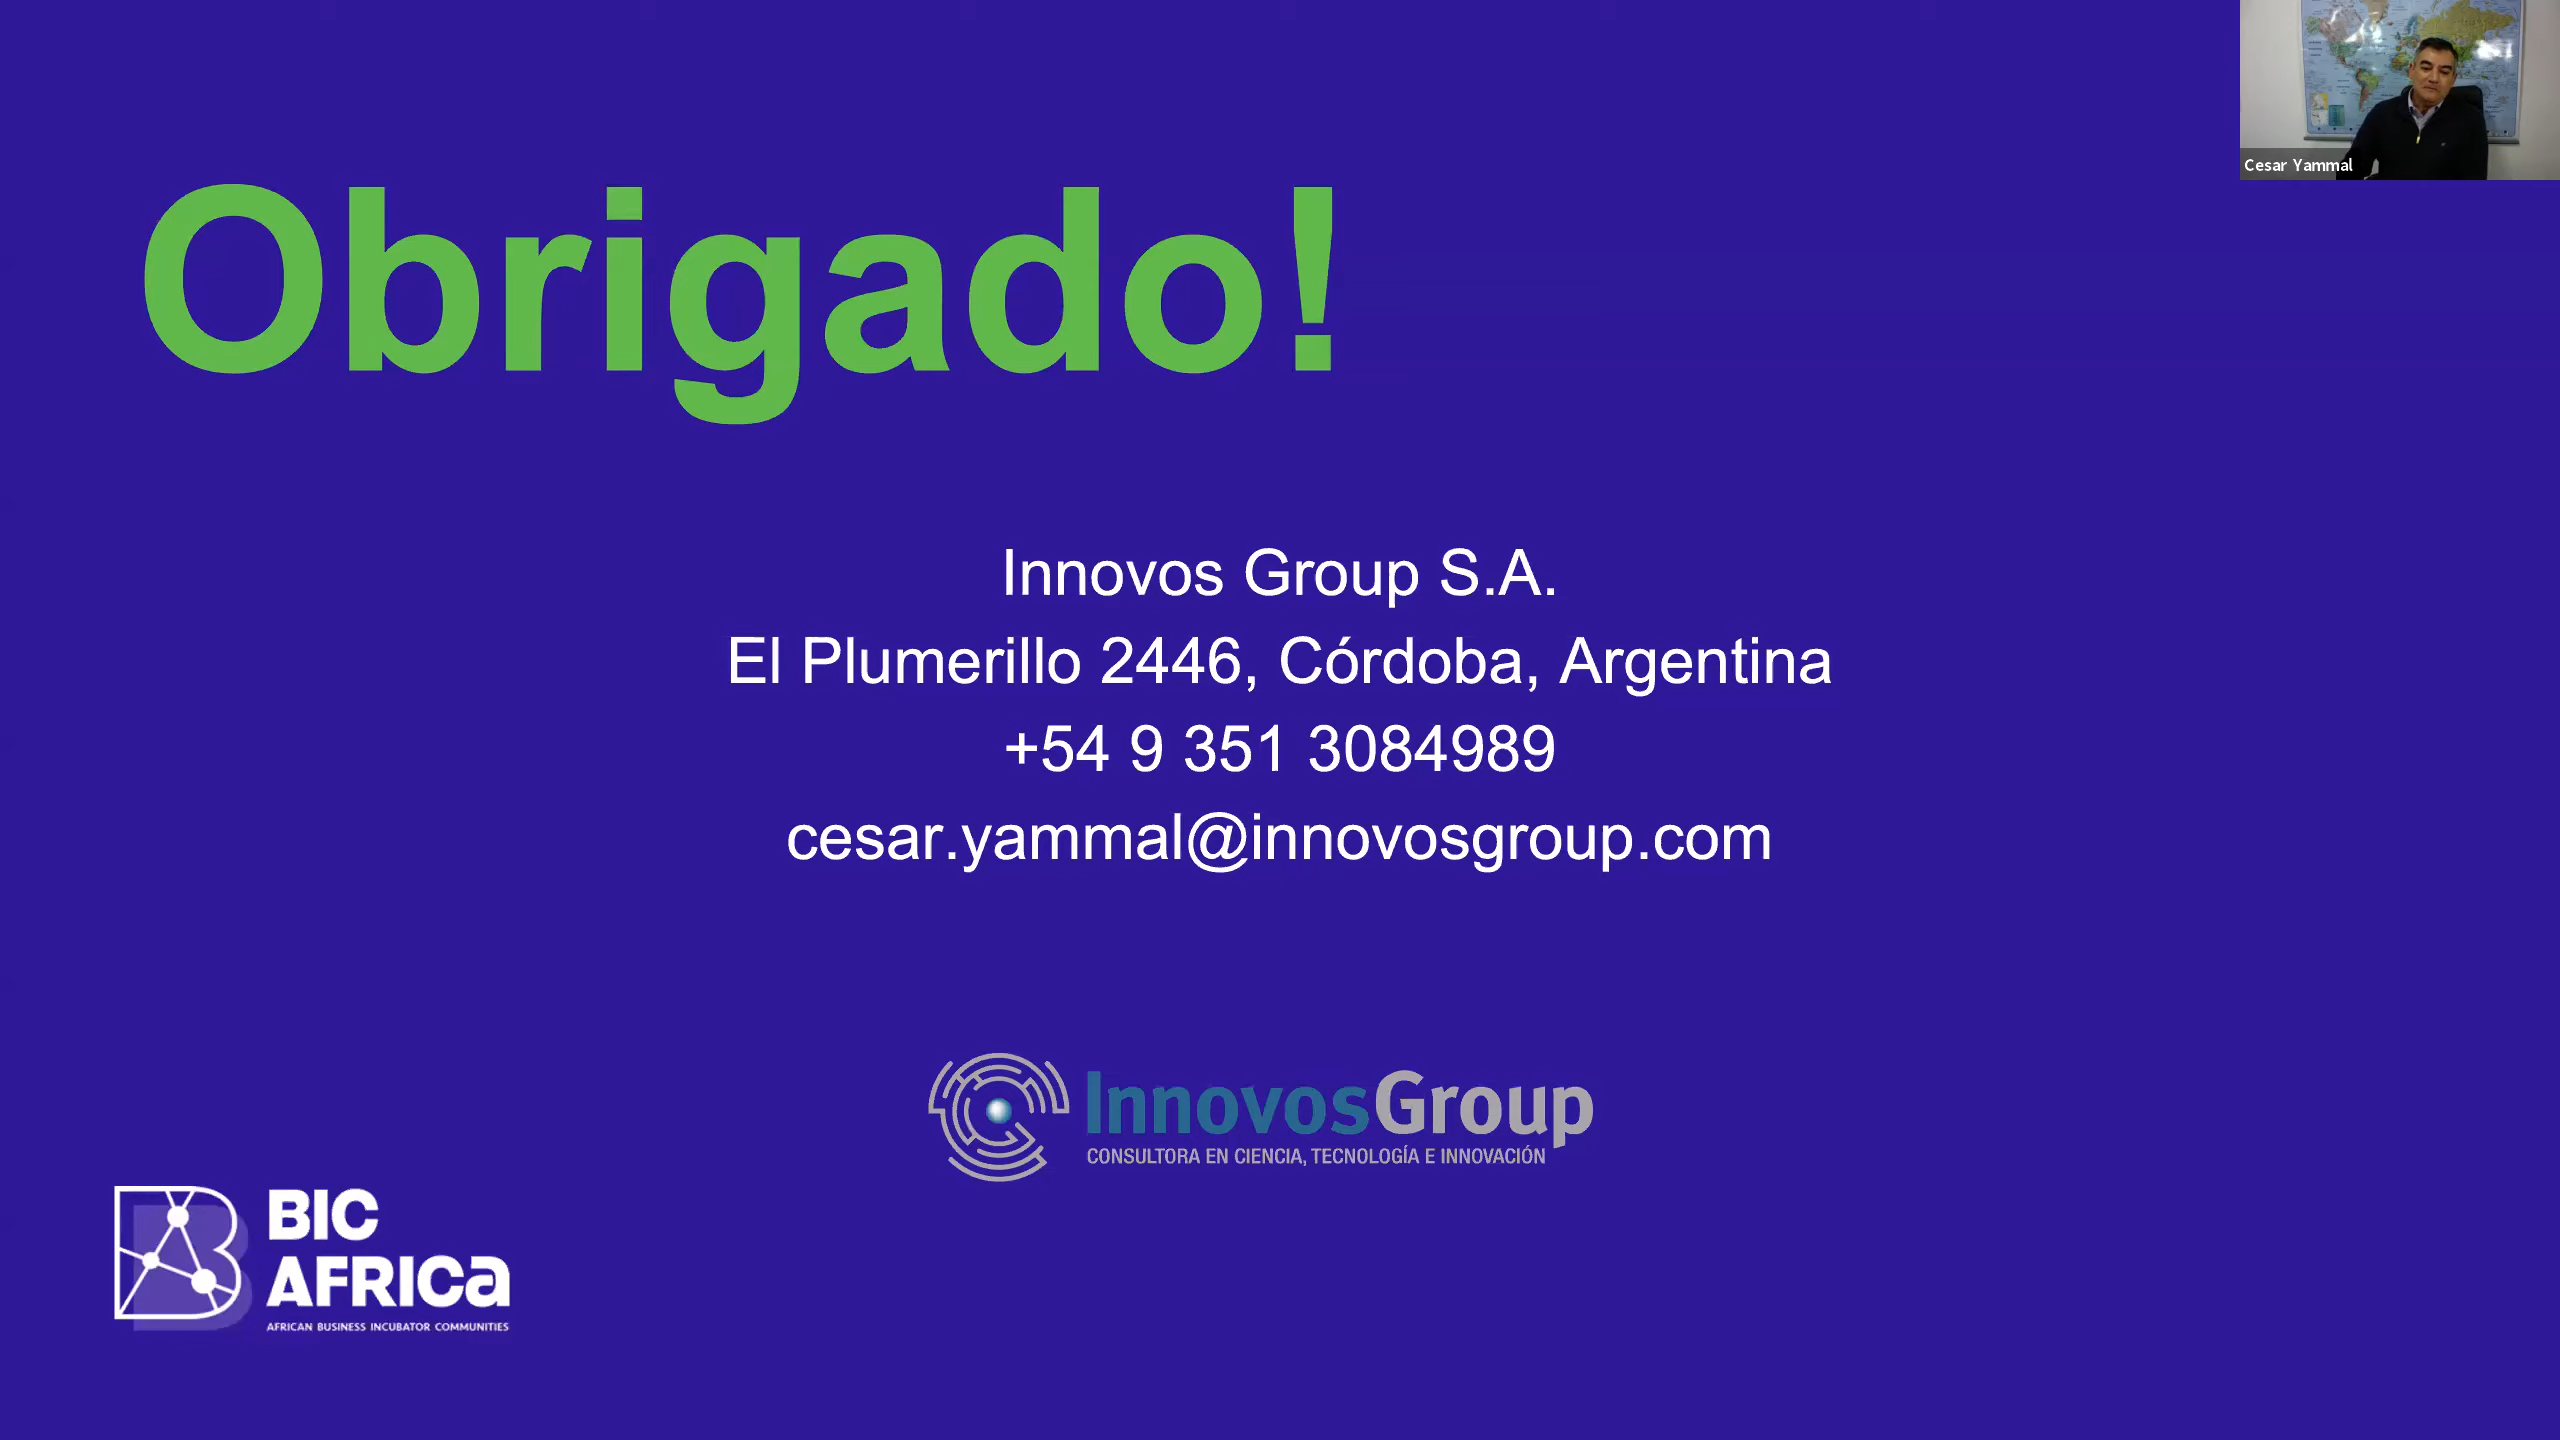 Cesar Yammal
Obrigado!
Innovos Group S.A.
El Plumerillo 2446, Córdoba, Argentina
+54 9 351 3084989
cesar.yammal@innovosgroup.com
InnovosGroup
CONSULTORA EN CIENCIA, TECNOLOGÍA E INNOVACIÓN
BIC
AFRICa
AFRICAN BUSINESS INCUBATOR COMMUNITIES